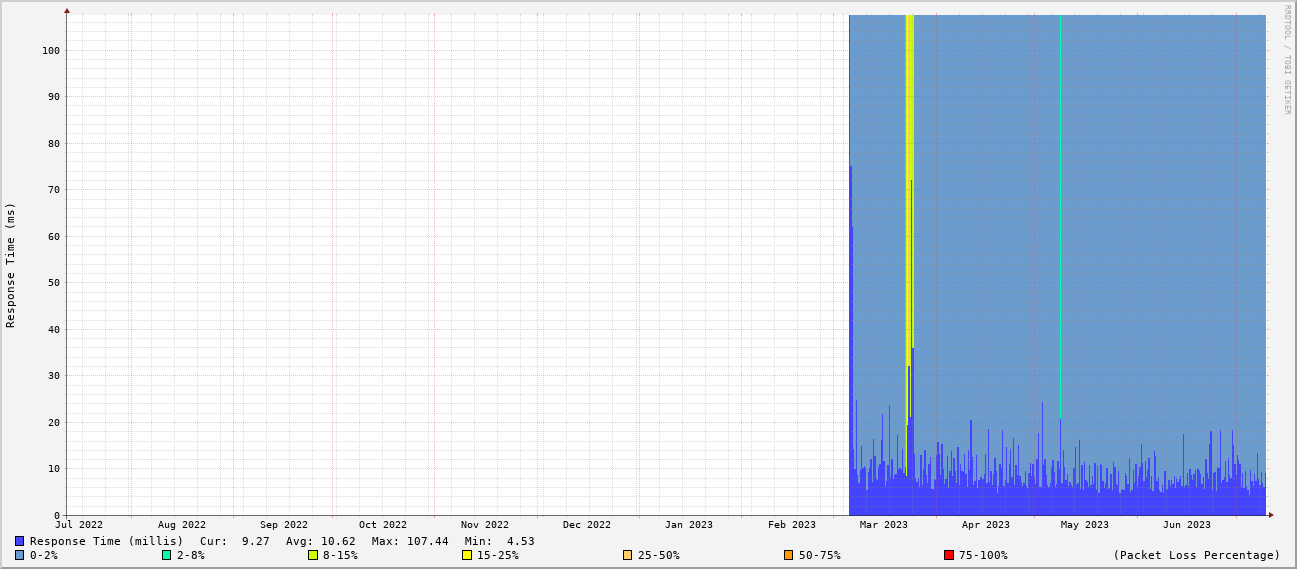 RRDTOOL / TOBI OETIKER
Response Time (ms)
100
90
80
70
60
50
40
30
20
10
0
Jul 2022 Aug 2022 Sep 2022 Oct 2022 Nov 2022 Dec 2022 Jan 2023 Feb 2023 Mar 2023 Apr 2023 May 2023 Jun 2023
Response Time (millis) Cur: 9.27 Avg: 10.62 Max: 107.44 Min: 4.53
0-2% 2-8% 8-15% 15-25% 25-50% 50-75% 75-100% (Packet Loss Percentage)